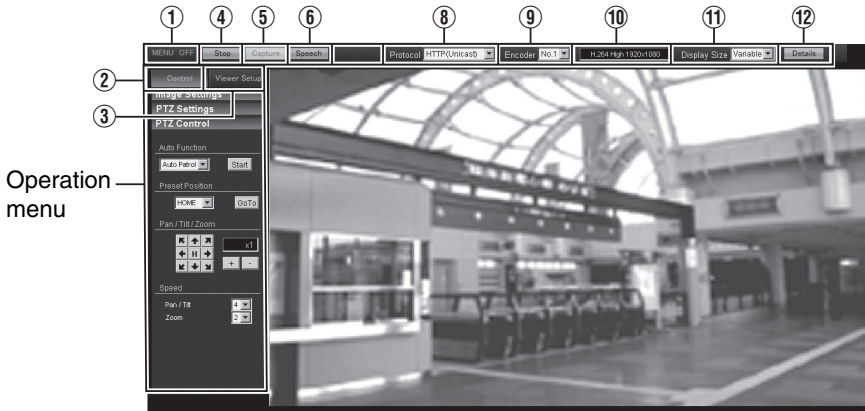 ① ④ ⑤ ⑥ ⑧ ⑨ ⑩ ⑪ ⑫
MENU OFF Stop Capture Speech Protocol HTTP(Unicast) Encoder No.1 H.264 High 1920x1080 Display Size Variable Details
② Control Viewer Setup
Image Settings
③ PTZ Settings
PTZ Control
Auto Function
Auto Patrol Start
Operation menu
Preset Position
HOME GoTo
Pan / Tilt / Zoom
x1
+ -
Speed
Pan / Tilt 4
Zoom 2